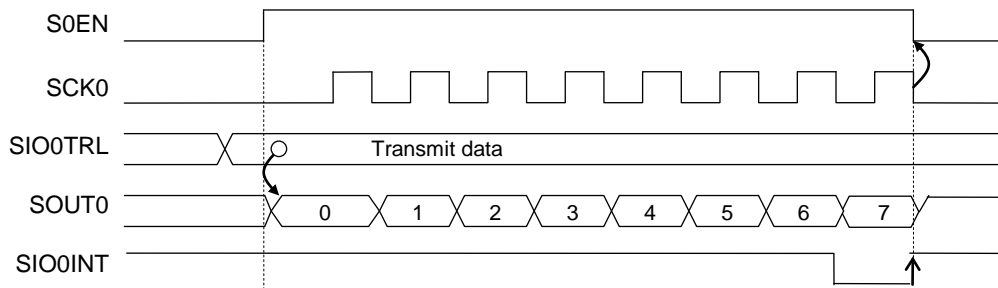 S0EN
SCK0
SIO0TRL
Transmit data
SOUT0
0 1 2 3 4 5 6 7
SIO0INT